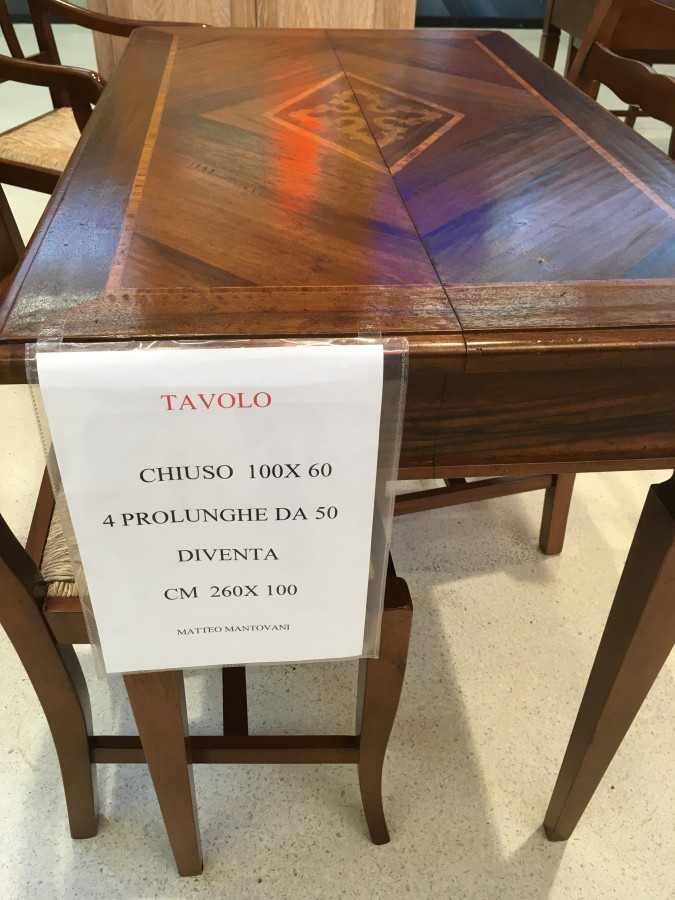 TAVOLO
CHIUSO 100X 60
4 PROLUNGHE DA 50
DIVENTA
CM 260X 100
MATTEO MANTOVANI